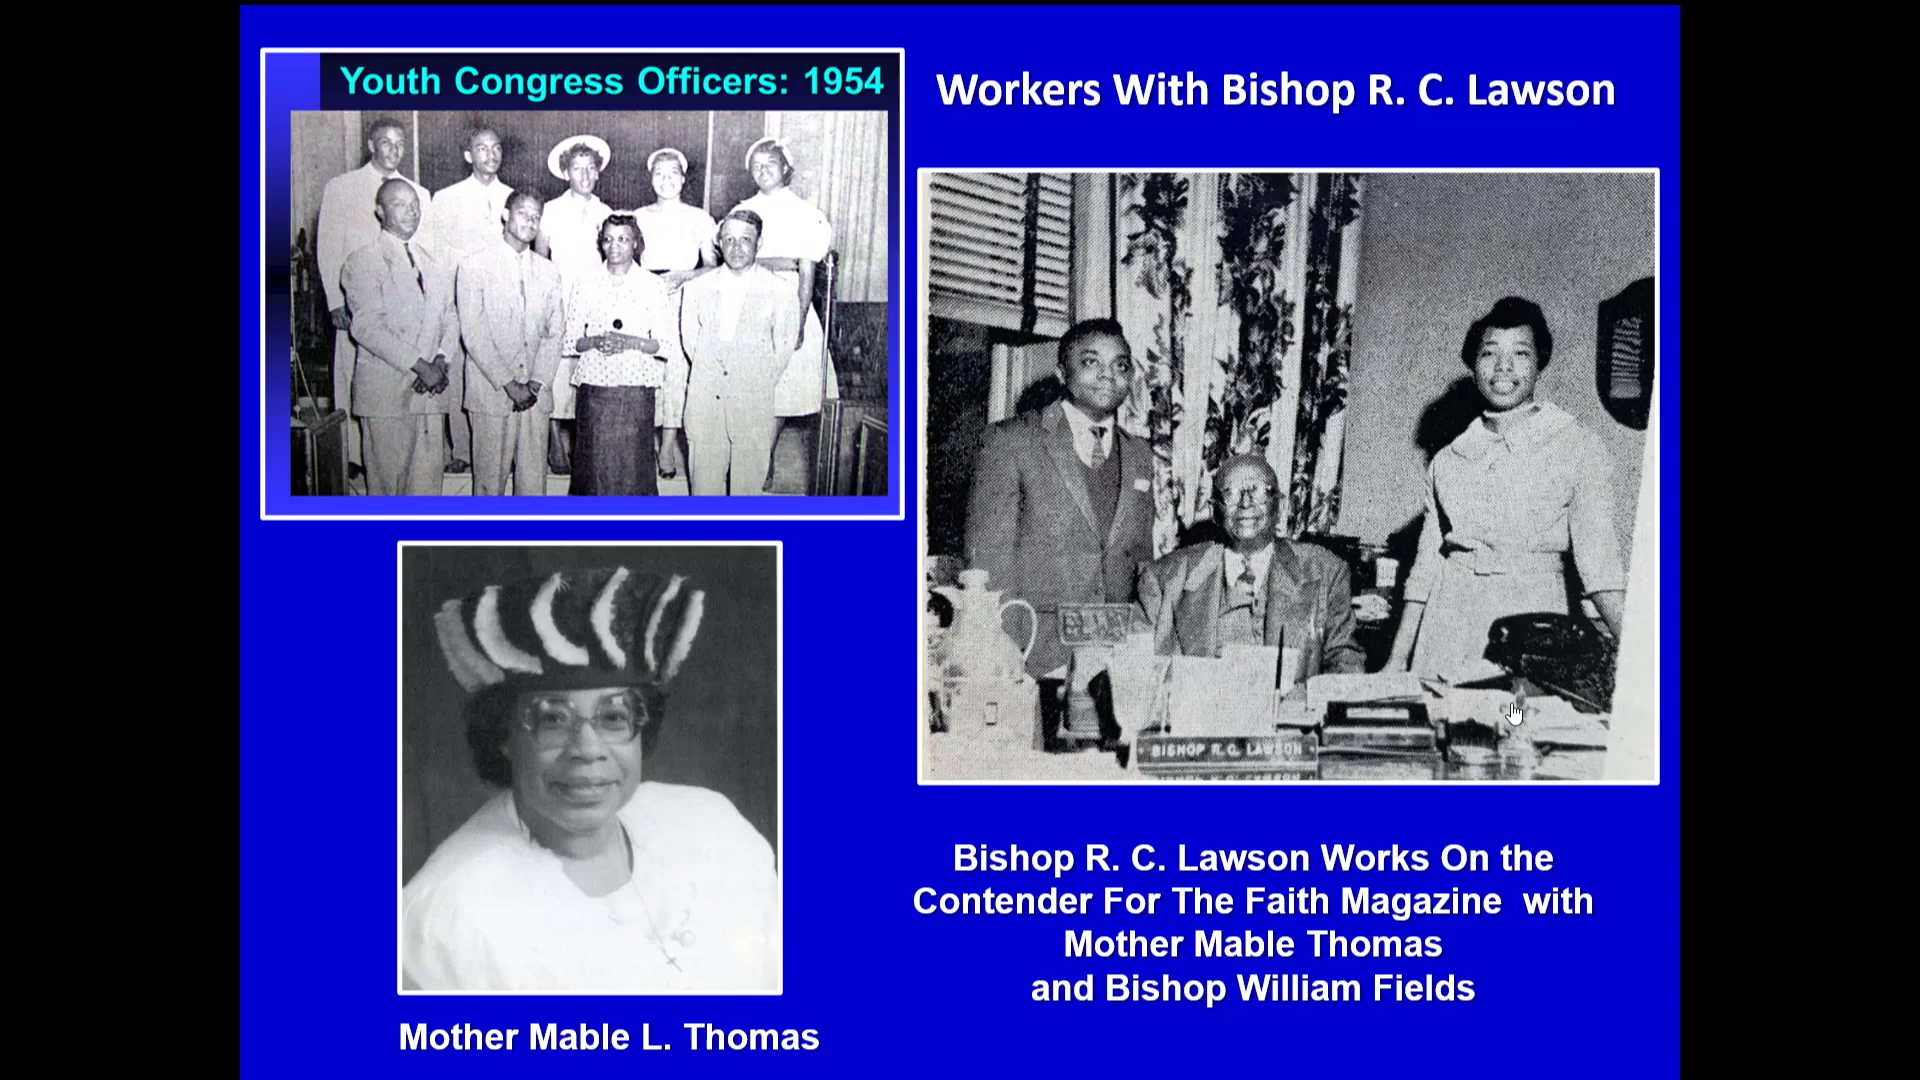 Youth Congress Officers: 1954
Workers With Bishop R. C. Lawson
BISHOP R. C. LAWSON
Bishop R. C. Lawson Works On the
Contender For The Faith Magazine with
Mother Mable Thomas
and Bishop William Fields
Mother Mable L. Thomas